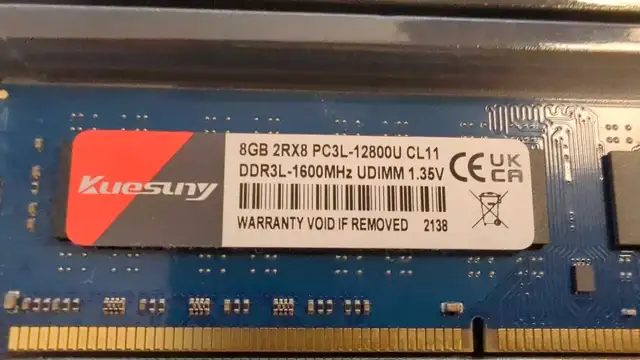 Kuesuny
8GB 2RX8 PC3L-12800U CL11
DDR3L-1600MHz UDIMM 1.35V
WARRANTY VOID IF REMOVED 2138
CE UK CA